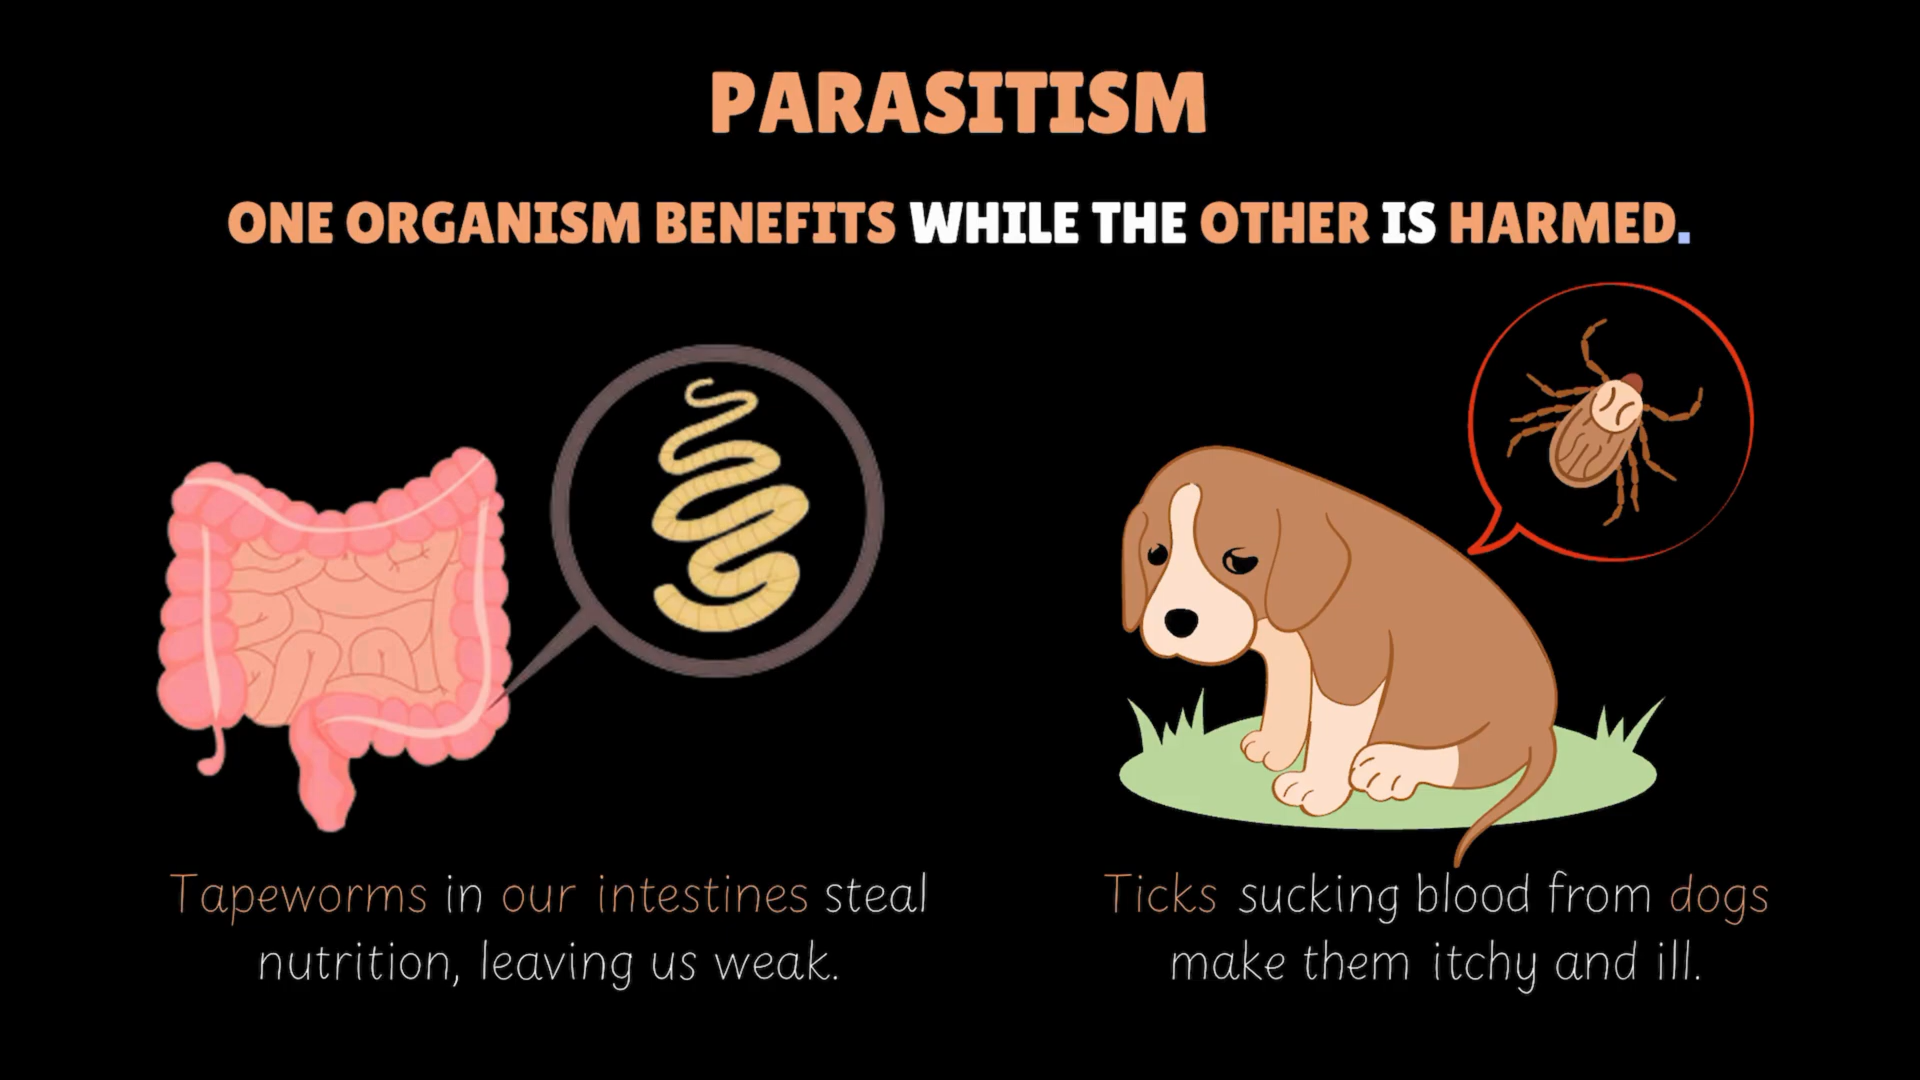 PARASITISM
ONE ORGANISM BENEFITS WHILE THE OTHER IS HARMED.
Tapeworms in our intestines steal
nutrition, leaving us weak.
Ticks sucking blood from dogs
make them itchy and ill.